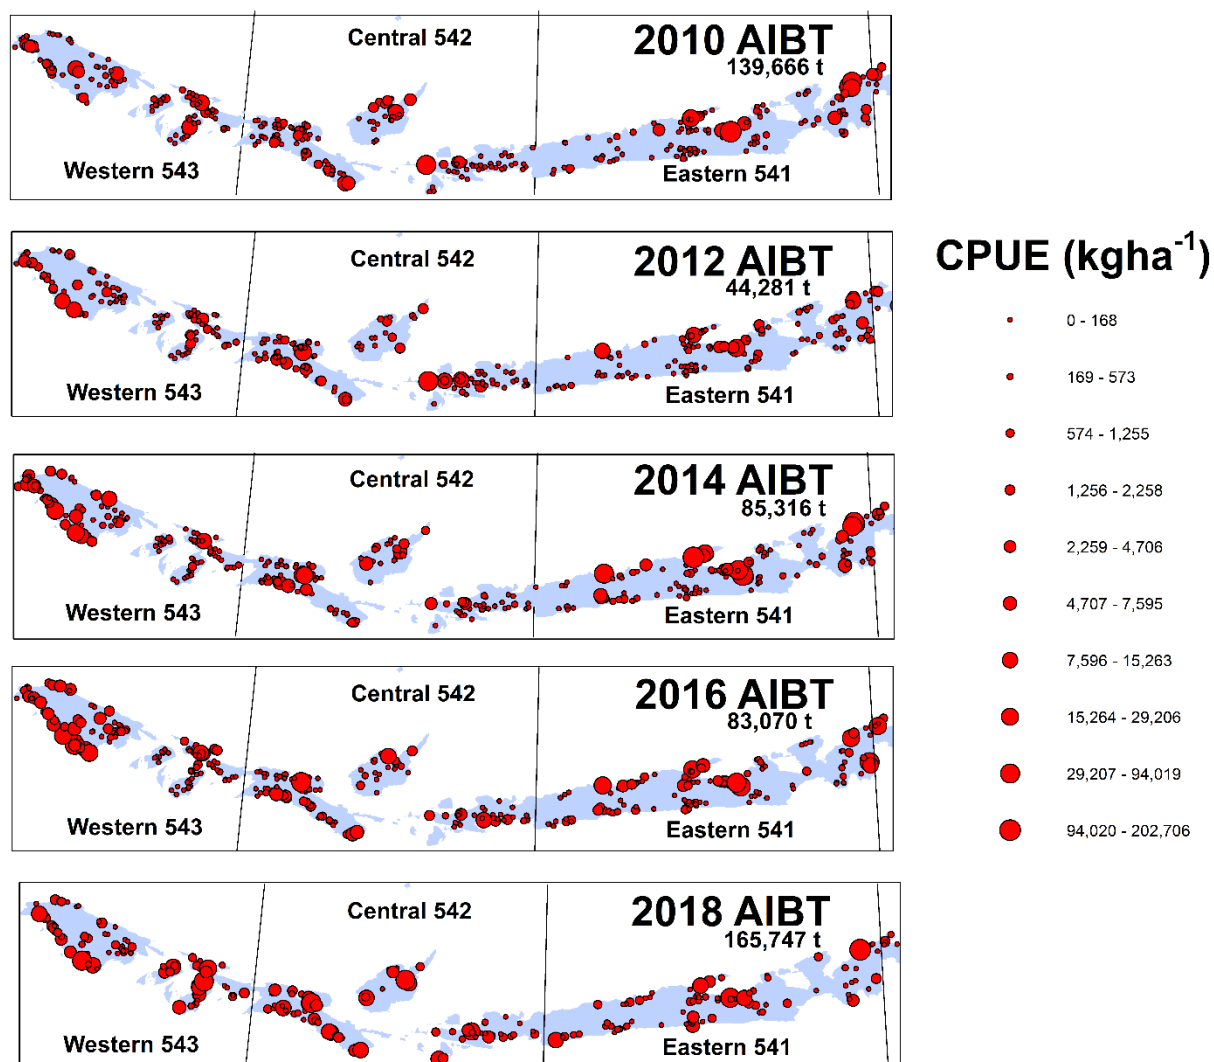 Central 542
2010 AIBT
139,666 t
Western 543
Eastern 541
Central 542
2012 AIBT
44,281 t
Western 543
Eastern 541
Central 542
2014 AIBT
85,316 t
Western 543
Eastern 541
Central 542
2016 AIBT
83,070 t
Western 543
Eastern 541
Central 542
2018 AIBT
165,747 t
Western 543
Eastern 541
CPUE (kgha⁻¹)
0 - 168
169 - 573
574 - 1,255
1,256 - 2,258
2,259 - 4,706
4,707 - 7,595
7,596 - 15,263
15,264 - 29,206
29,207 - 94,019
94,020 - 202,706